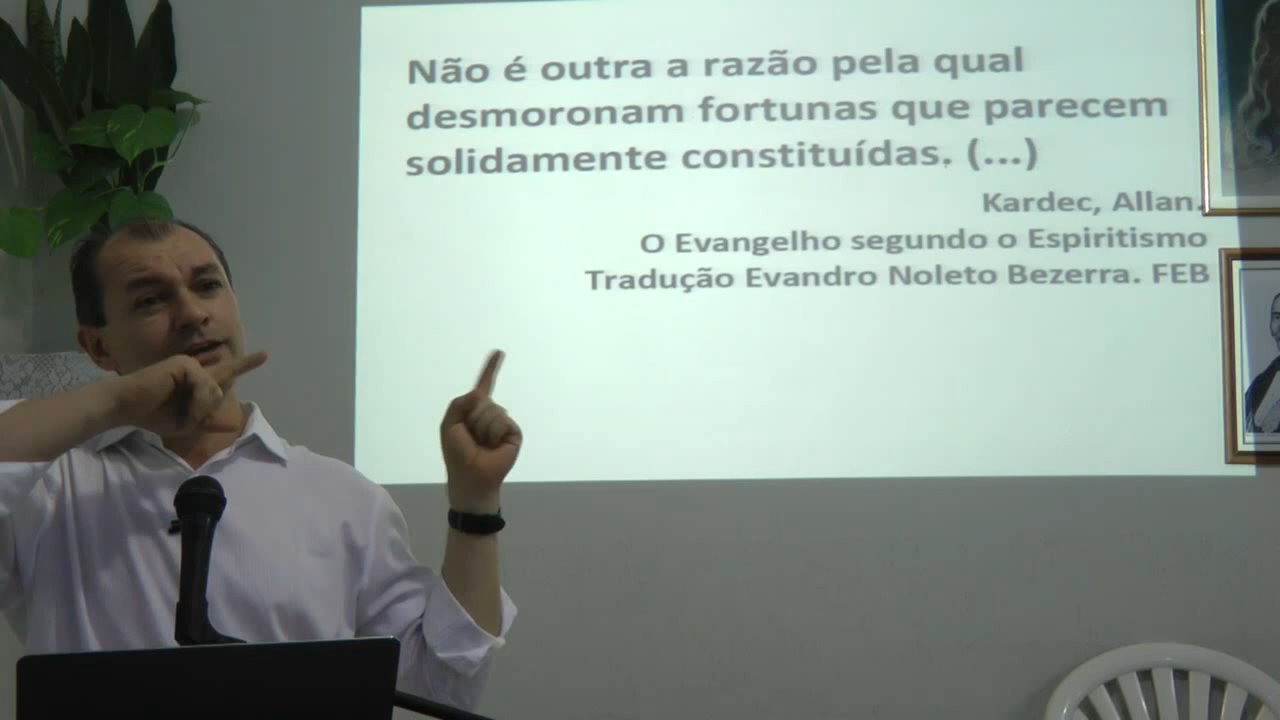 Não é outra a razão pela qual
desmoronam fortunas que parecem
solidamente constituídas. (...)
Kardec, Allan.
O Evangelho segundo o Espiritismo
Tradução Evandro Noleto Bezerra. FEB